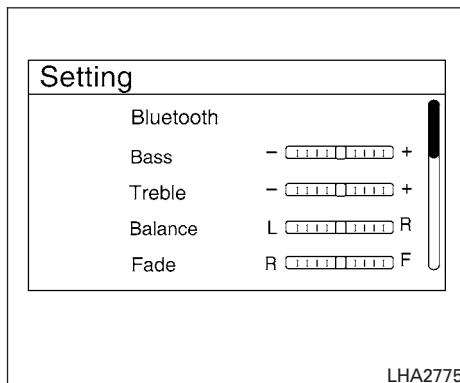 Setting
Bluetooth
Bass - +
Treble - +
Balance L R
Fade R F
LHA2775